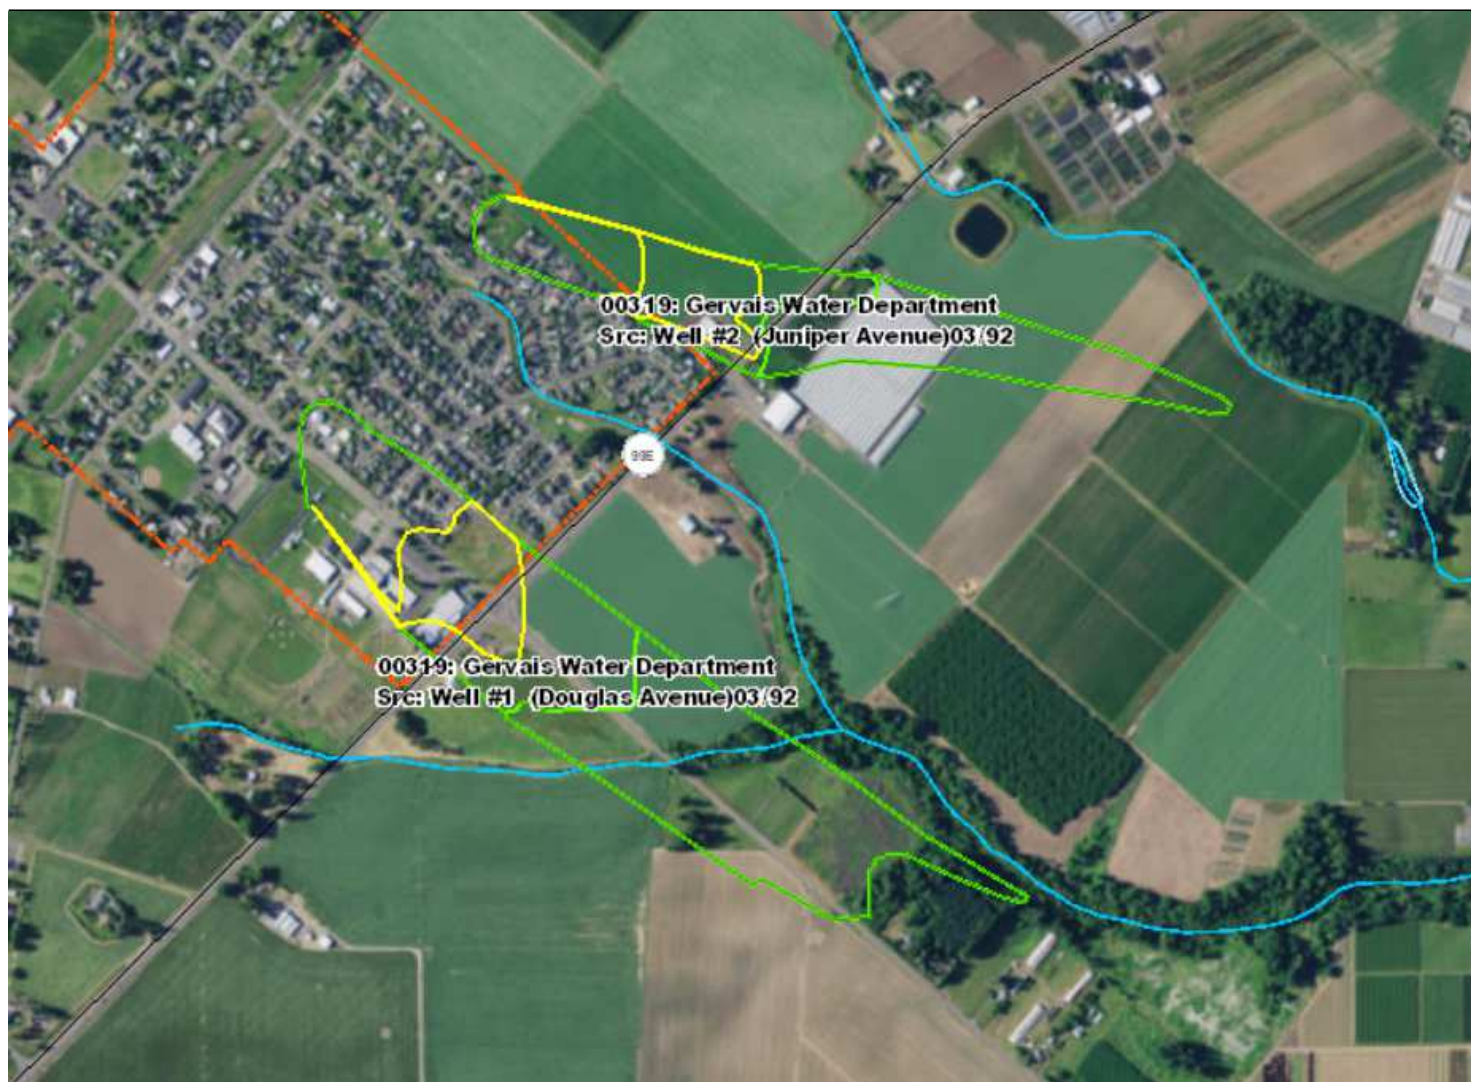 00319: Gervais Water Department
Src: Well #2 (Juniper Avenue)03/92
99E
00319: Gervais Water Department
Src: Well #1 (Douglas Avenue)03/92